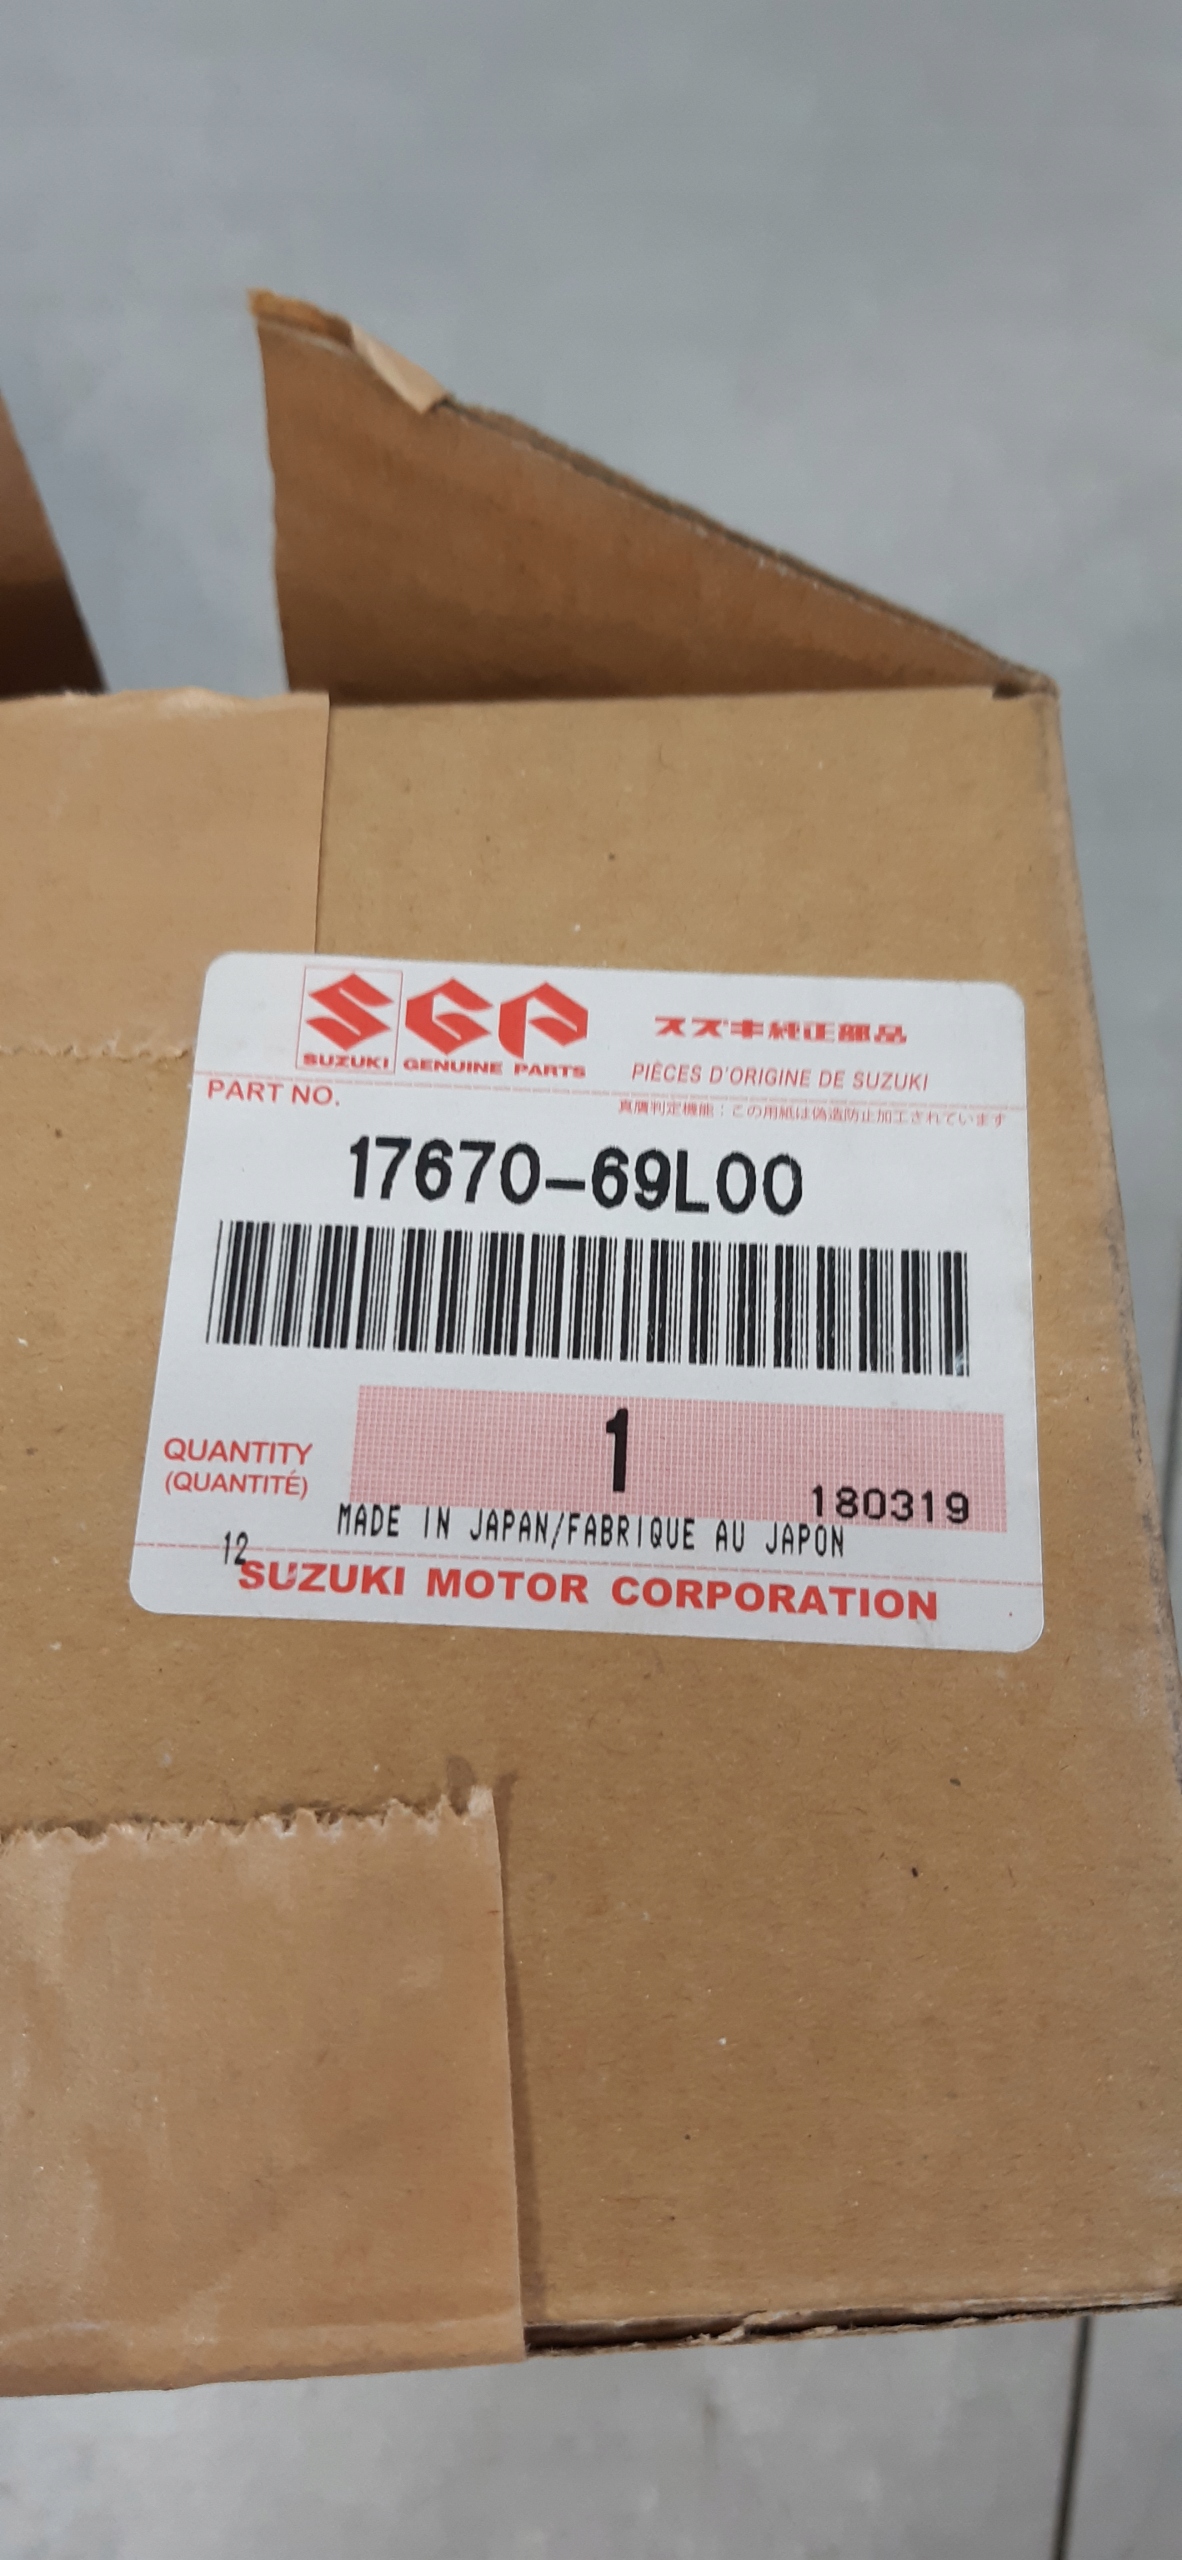 SUZUKI GENUINE PARTS
スズキ純正部品
PIÈCES D'ORIGINE DE SUZUKI
PART NO.
真贋判定機能：この用紙は偽造防止加工されています
17670-69L00
1
QUANTITY
(QUANTITÉ)
180319
MADE IN JAPAN/FABRIQUE AU JAPON
12
SUZUKI MOTOR CORPORATION